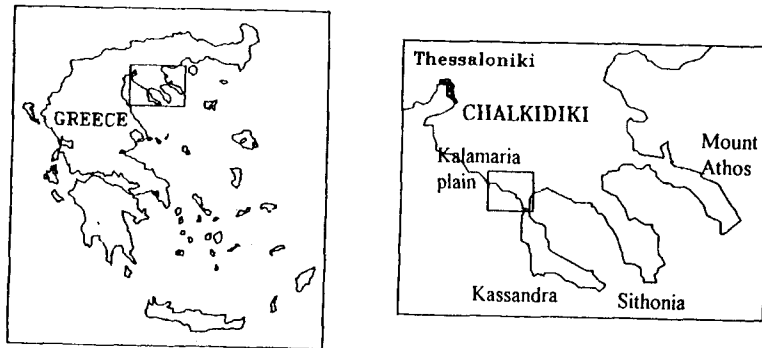 GREECE
Thessaloniki
CHALKIDIKI
Kalamaria
plain
Mount
Athos
Kassandra
Sithonia